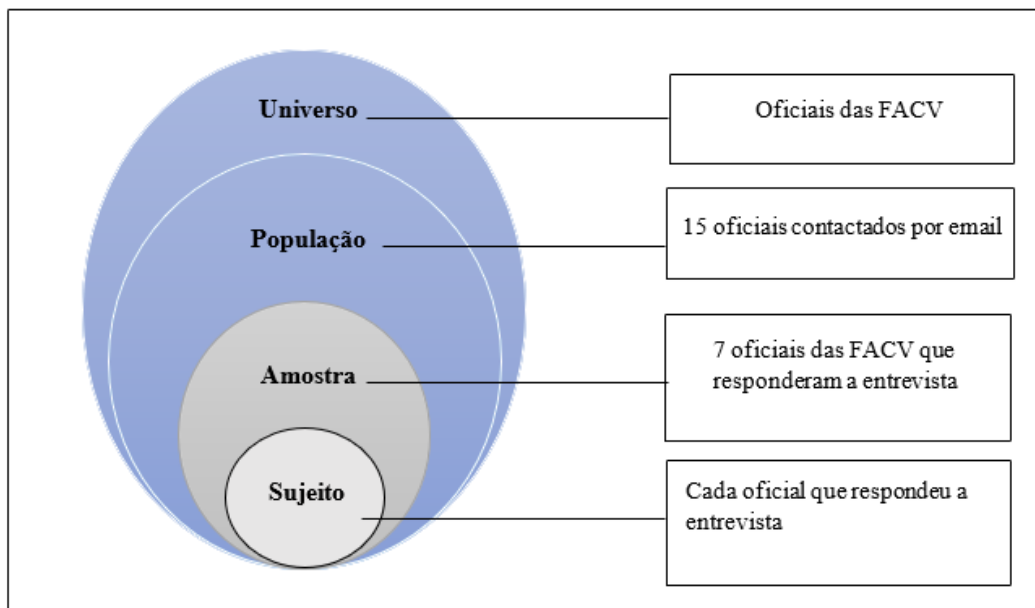 Universo
Oficiais das FACV
População
15 oficiais contactados por email
Amostra
7 oficiais das FACV que
responderam a entrevista
Sujeito
Cada oficial que respondeu a
entrevista